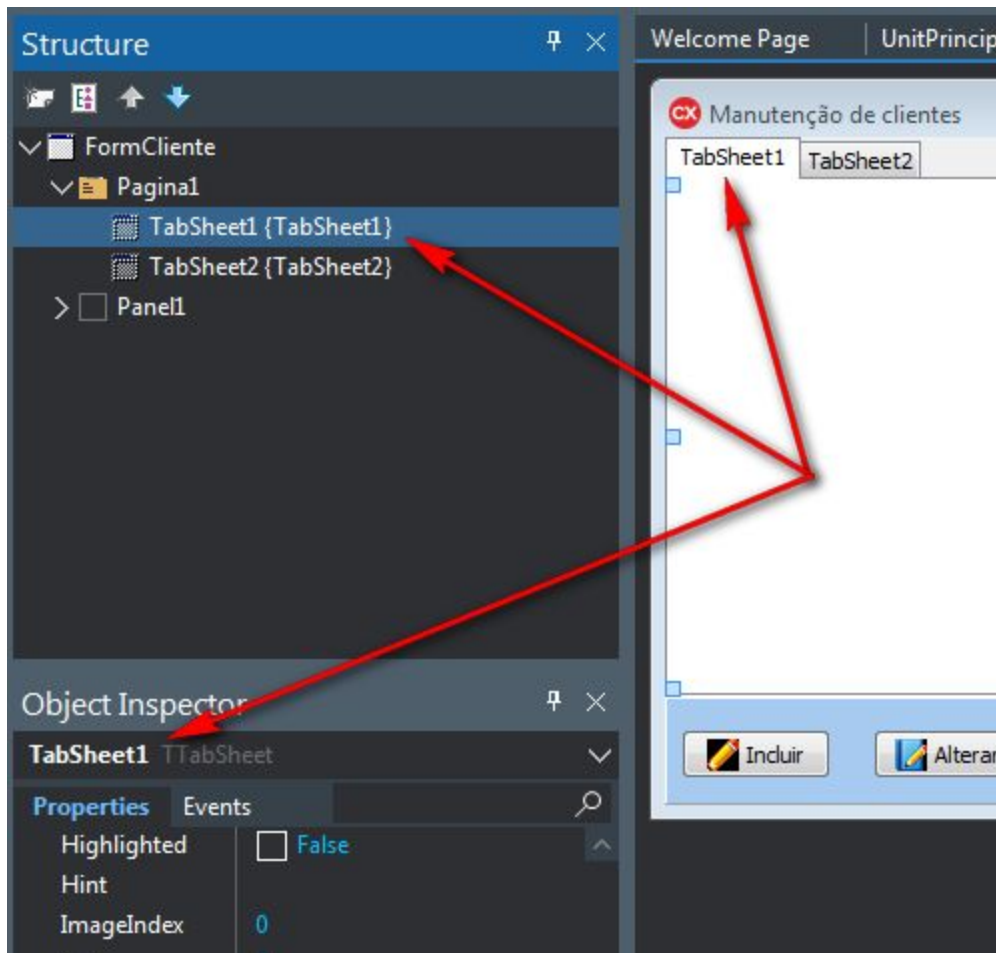 Structure
FormCliente
Pagina1
TabSheet1 {TabSheet1}
TabSheet2 {TabSheet2}
Panel1
Object Inspector
TabSheet1 TTabSheet
Properties Events
Highlighted False
Hint
ImageIndex 0
Welcome Page UnitPrincip
CX Manutenção de clientes
TabSheet1 TabSheet2
Incluir Alterar